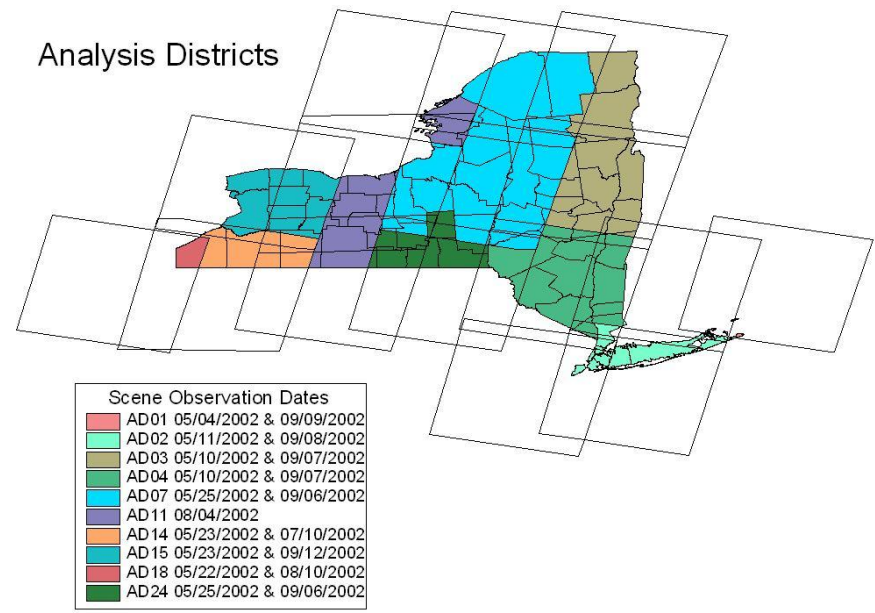 Analysis Districts
Scene Observation Dates
AD01 05/04/2002 & 09/09/2002
AD02 05/11/2002 & 09/08/2002
AD03 05/10/2002 & 09/07/2002
AD04 05/10/2002 & 09/07/2002
AD07 05/25/2002 & 09/06/2002
AD11 08/04/2002
AD14 05/23/2002 & 07/10/2002
AD15 05/23/2002 & 09/12/2002
AD18 05/22/2002 & 08/10/2002
AD24 05/25/2002 & 09/06/2002